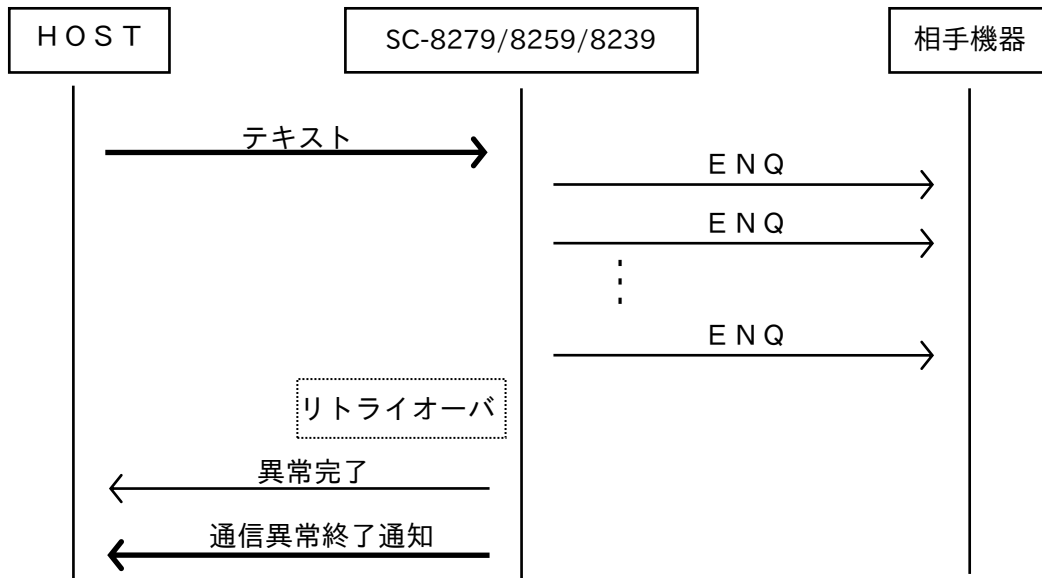 ＨＯＳＴ
SC-8279/8259/8239
相手機器
テキスト
ＥＮＱ
ＥＮＱ
ＥＮＱ
リトライオーバ
異常完了
通信異常終了通知